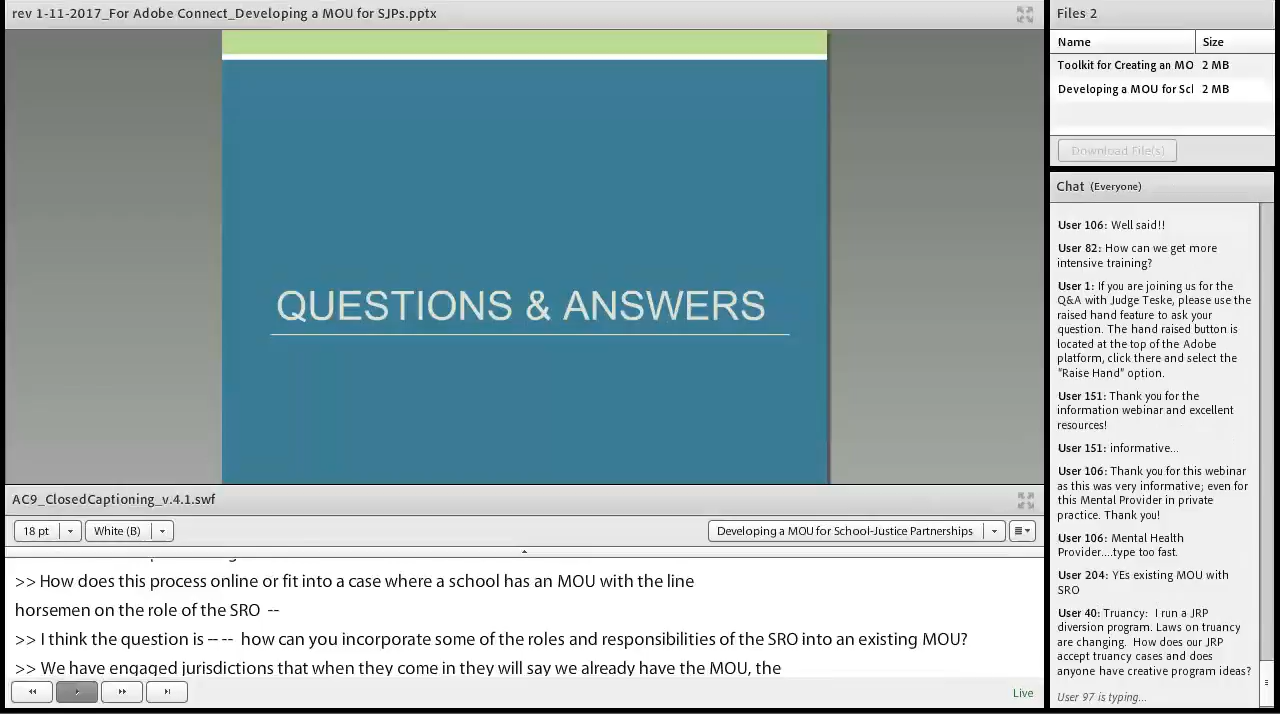 rev 1-11-2017_For Adobe Connect_Developing a MOU for SJPs.pptx
QUESTIONS & ANSWERS
AC9_ClosedCaptioning_v.4.1.swf
18 pt
White (B)
Developing a MOU for School-Justice Partnerships
>> How does this process online or fit into a case where a school has an MOU with the line
horsemen on the role of the SRO --
>> I think the question is -- -- how can you incorporate some of the roles and responsibilities of the SRO into an existing MOU?
>> We have engaged jurisdictions that when they come in they will say we already have the MOU, the
Live
Files 2
Name Size
Toolkit for Creating an MO 2 MB
Developing a MOU for Scl 2 MB
Download File(s)
Chat (Everyone)
User 106: Well said!!
User 82: How can we get more
intensive training?
User 1: If you are joining us for the
Q&A with Judge Teske, please use the
raised hand feature to ask your
question. The hand raised button is
located at the top of the Adobe
platform, click there and select the
"Raise Hand" option.
User 151: Thank you for the
information webinar and excellent
resources!
User 151: informative...
User 106: Thank you for this webinar
as this was very informative; even for
this Mental Provider in private
practice. Thank you!
User 106: Mental Health
Provider....type too fast.
User 204: YEs existing MOU with
SRO
User 40: Truancy: I run a JRP
diversion program. Laws on truancy
are changing. How does our JRP
accept truancy cases and does
anyone have creative program ideas?
User 97 is typing...